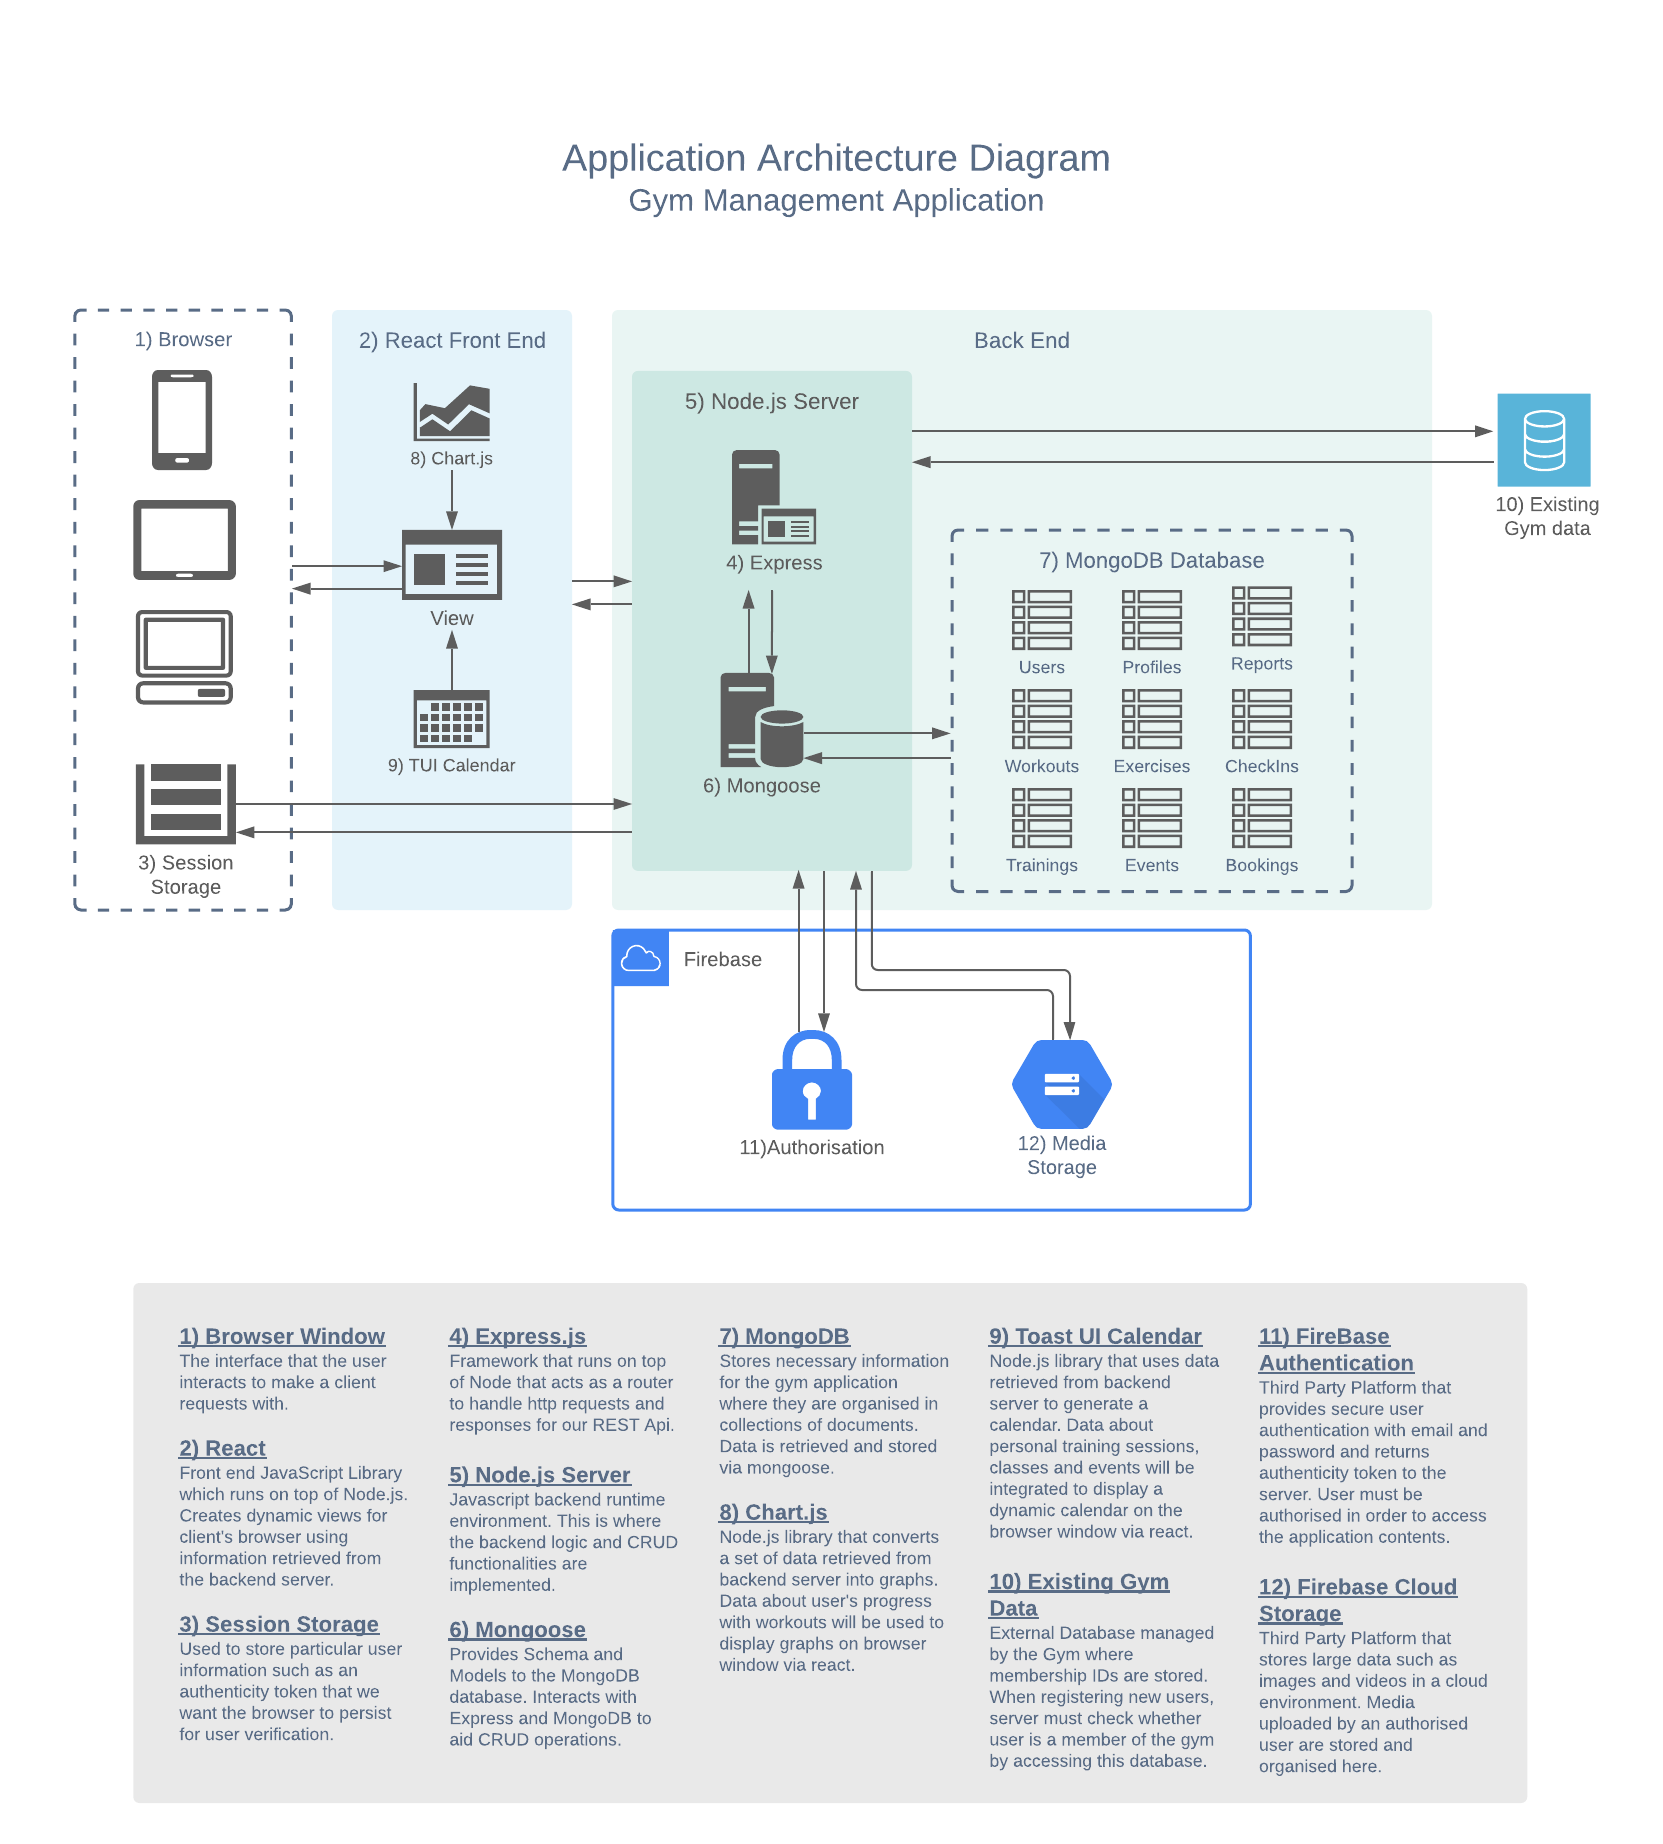 Application Architecture Diagram
Gym Management Application
1) Browser
3) Session
Storage
2) React Front End
8) Chart.js
View
9) TUI Calendar
Back End
5) Node.js Server
4) Express
6) Mongoose
7) MongoDB Database
Users
Profiles
Reports
Workouts
Exercises
CheckIns
Trainings
Events
Bookings
10) Existing
Gym data
Firebase
11)Authorisation
12) Media
Storage
1) Browser Window
The interface that the user
interacts to make a client
requests with.
2) React
Front end JavaScript Library
which runs on top of Node.js.
Creates dynamic views for
client's browser using
information retrieved from
the backend server.
3) Session Storage
Used to store particular user
information such as an
authenticity token that we
want the browser to persist
for user verification.
4) Express.js
Framework that runs on top
of Node that acts as a router
to handle http requests and
responses for our REST Api.
5) Node.js Server
Javascript backend runtime
environment. This is where
the backend logic and CRUD
functionalities are
implemented.
6) Mongoose
Provides Schema and
Models to the MongoDB
database. Interacts with
Express and MongoDB to
aid CRUD operations.
7) MongoDB
Stores necessary information
for the gym application
where they are organised in
collections of documents.
Data is retrieved and stored
via mongoose.
8) Chart.js
Node.js library that converts
a set of data retrieved from
backend server into graphs.
Data about user's progress
with workouts will be used to
display graphs on browser
window via react.
9) Toast UI Calendar
Node.js library that uses data
retrieved from backend
server to generate a
calendar. Data about
personal training sessions,
classes and events will be
integrated to display a
dynamic calendar on the
browser window via react.
10) Existing Gym
Data
External Database managed
by the Gym where
membership IDs are stored.
When registering new users,
server must check whether
user is a member of the gym
by accessing this database.
11) FireBase
Authentication
Third Party Platform that
provides secure user
authentication with email and
password and returns
authenticity token to the
server. User must be
authorised in order to access
the application contents.
12) Firebase Cloud
Storage
Third Party Platform that
stores large data such as
images and videos in a cloud
environment. Media
uploaded by an authorised
user are stored and
organised here.